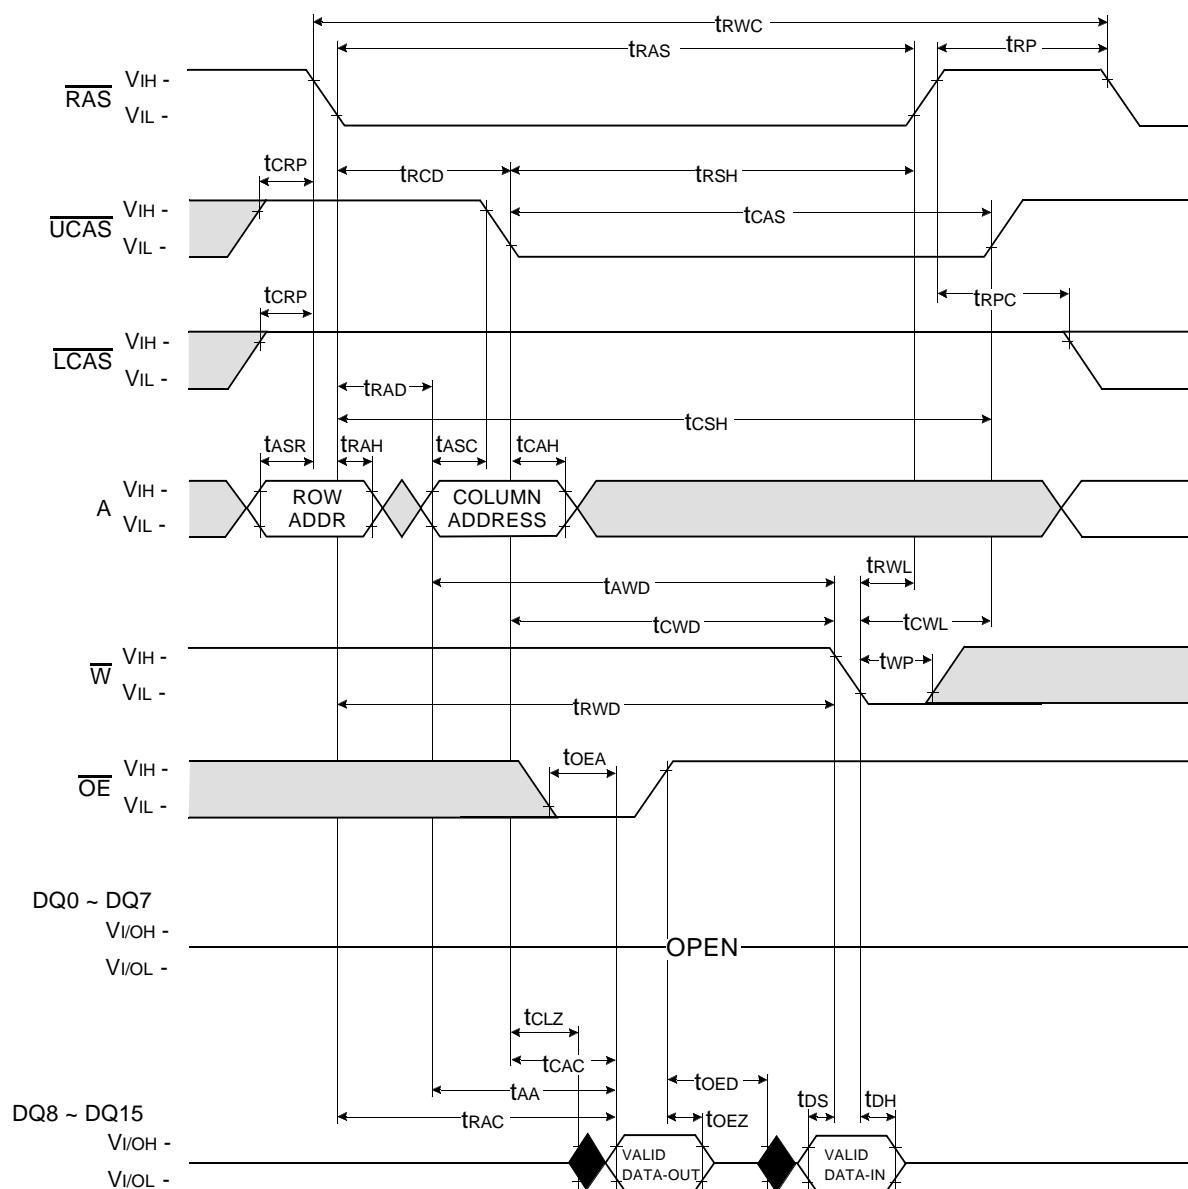 tRWC
tRAS
tRP
RAS
VIH -
VIL -
tCRP
tRCD
tRSH
UCAS
VIH -
VIL -
tCAS
tCRP
tRPC
LCAS
VIH -
VIL -
tRAD
tCSH
tASR
tRAH
tASC
tCAH
A
VIH -
VIL -
ROW
ADDR
COLUMN
ADDRESS
tRWL
tAWD
tCWD
tCWL
W
VIH -
VIL -
tWP
tRWD
OE
VIH -
VIL -
tOEA
DQ0 ~ DQ7
VI/OH -
VI/OL -
OPEN
tCLZ
tCAC
tOED
tAA
tDS
tDH
tRAC
tOEZ
DQ8 ~ DQ15
VI/OH -
VI/OL -
VALID
DATA-OUT
VALID
DATA-IN